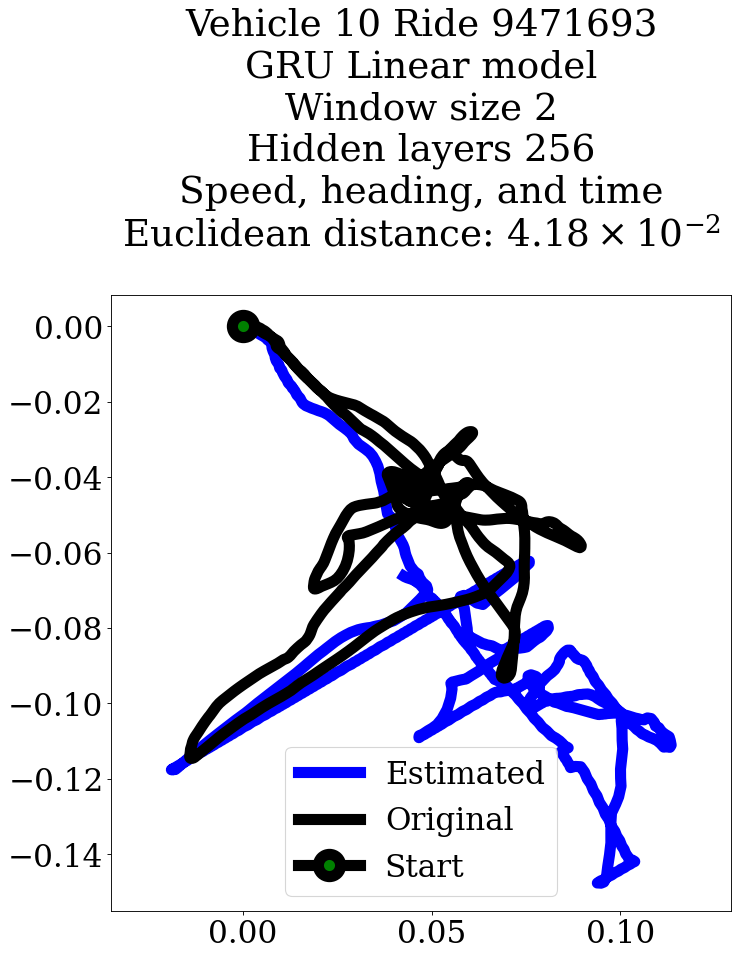 Vehicle 10 Ride 9471693
GRU Linear model
Window size 2
Hidden layers 256
Speed, heading, and time
Euclidean distance: 4.18 × 10⁻²
0.00
−0.02
−0.04
−0.06
−0.08
−0.10
−0.12
−0.14
Estimated
Original
Start
0.00 0.05 0.10